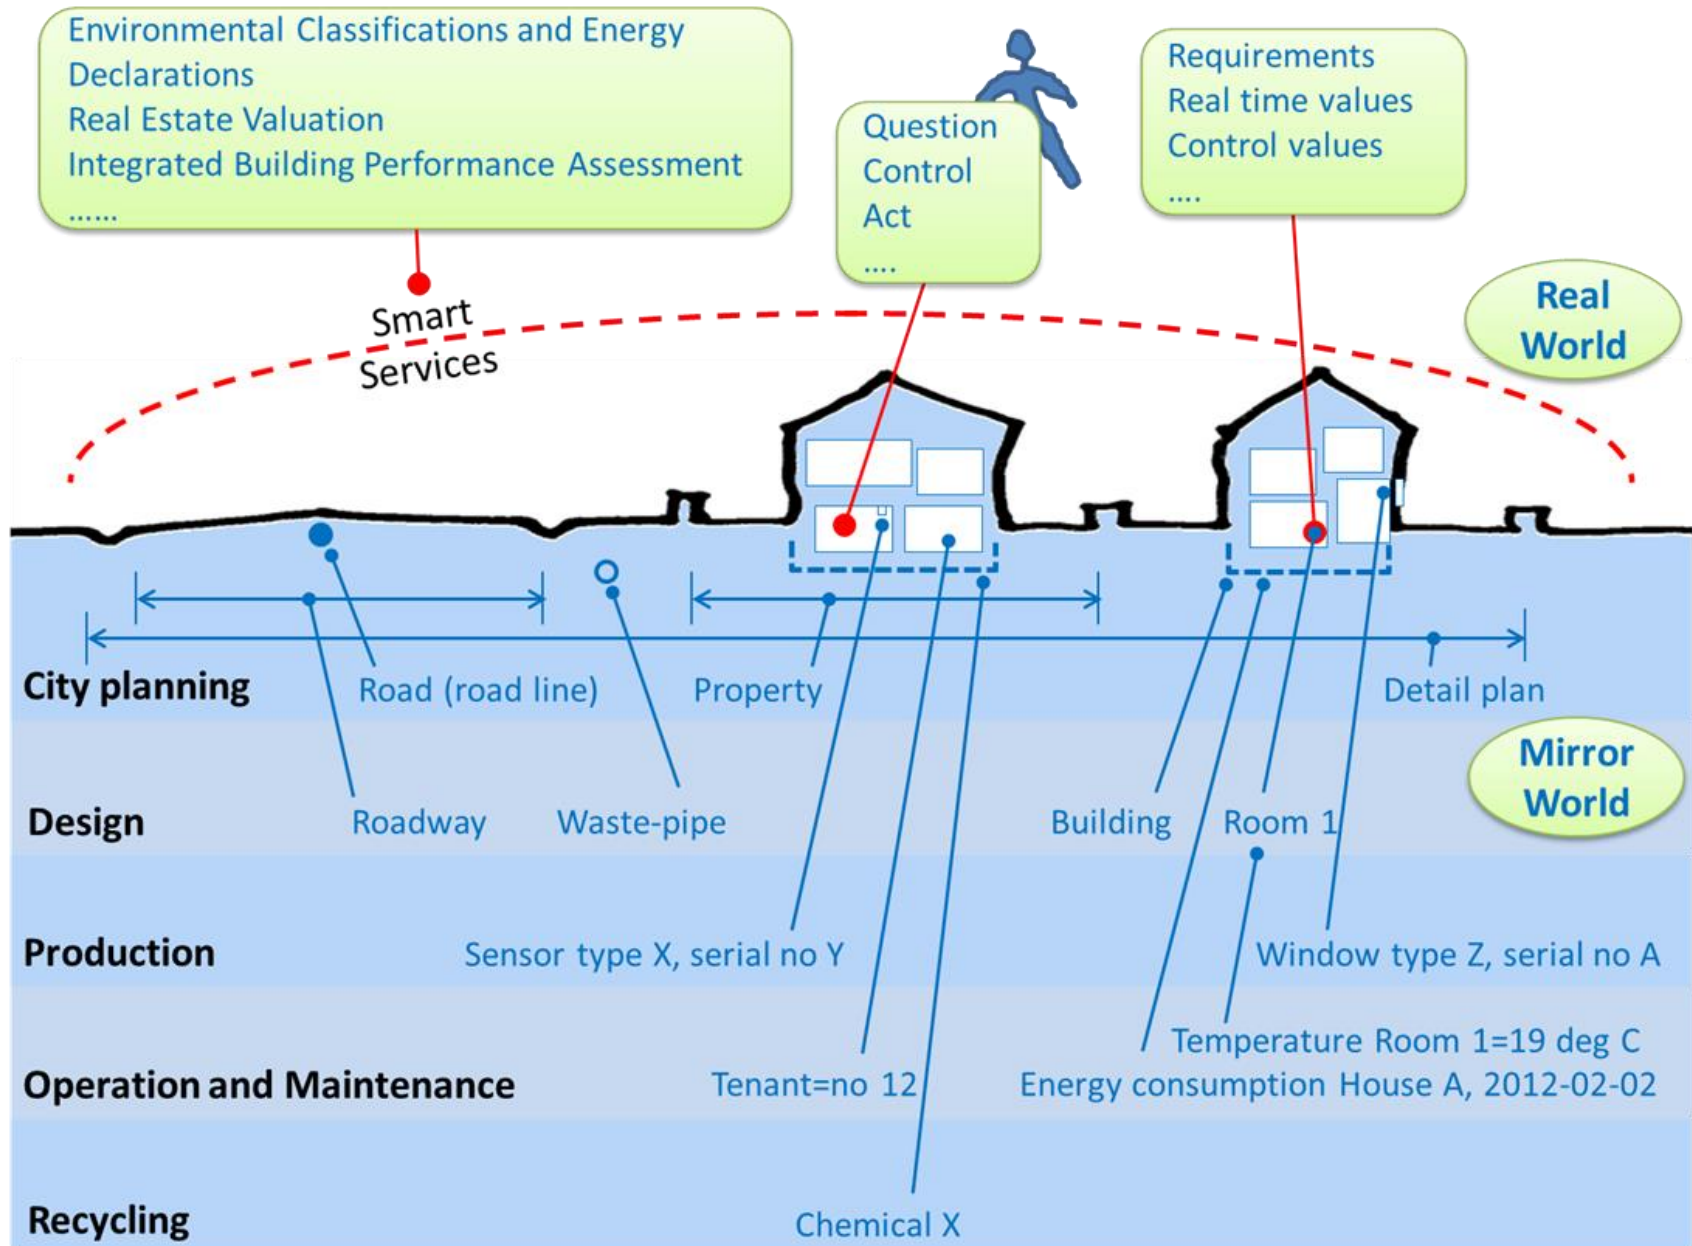 Environmental Classifications and Energy
Declarations
Real Estate Valuation
Integrated Building Performance Assessment
......
Question
Control
Act
....
Requirements
Real time values
Control values
....
Smart
Services
Real
World
City planning
Road (road line)
Property
Detail plan
Mirror
World
Design
Roadway
Waste-pipe
Building
Room 1
Production
Sensor type X, serial no Y
Window type Z, serial no A
Temperature Room 1=19 deg C
Operation and Maintenance
Tenant=no 12
Energy consumption House A, 2012-02-02
Recycling
Chemical X